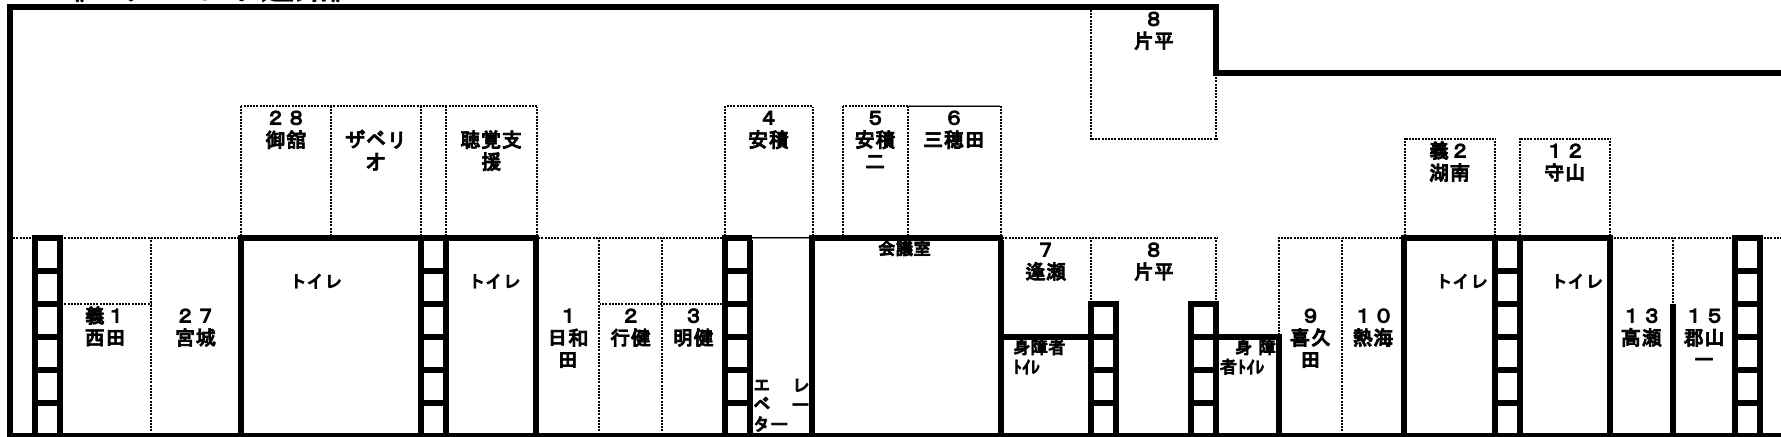 ８
片平
２８
御舘
ザベリ
オ
聴覚支
援
４
安積
５
安積
二
６
三穂田
義２
湖南
１２
守山
会議室
７
逢瀬
８
片平
トイレ
トイレ
トイレ
トイレ
義１
西田
２７
宮城
１
日和
田
２
行健
３
明健
９
喜久
田
１０
熱海
１３
高瀬
１５
郡山
一
身障者
ﾄｲﾚ
身 障
者ﾄｲﾚ
エ レ
ベ ー
ター